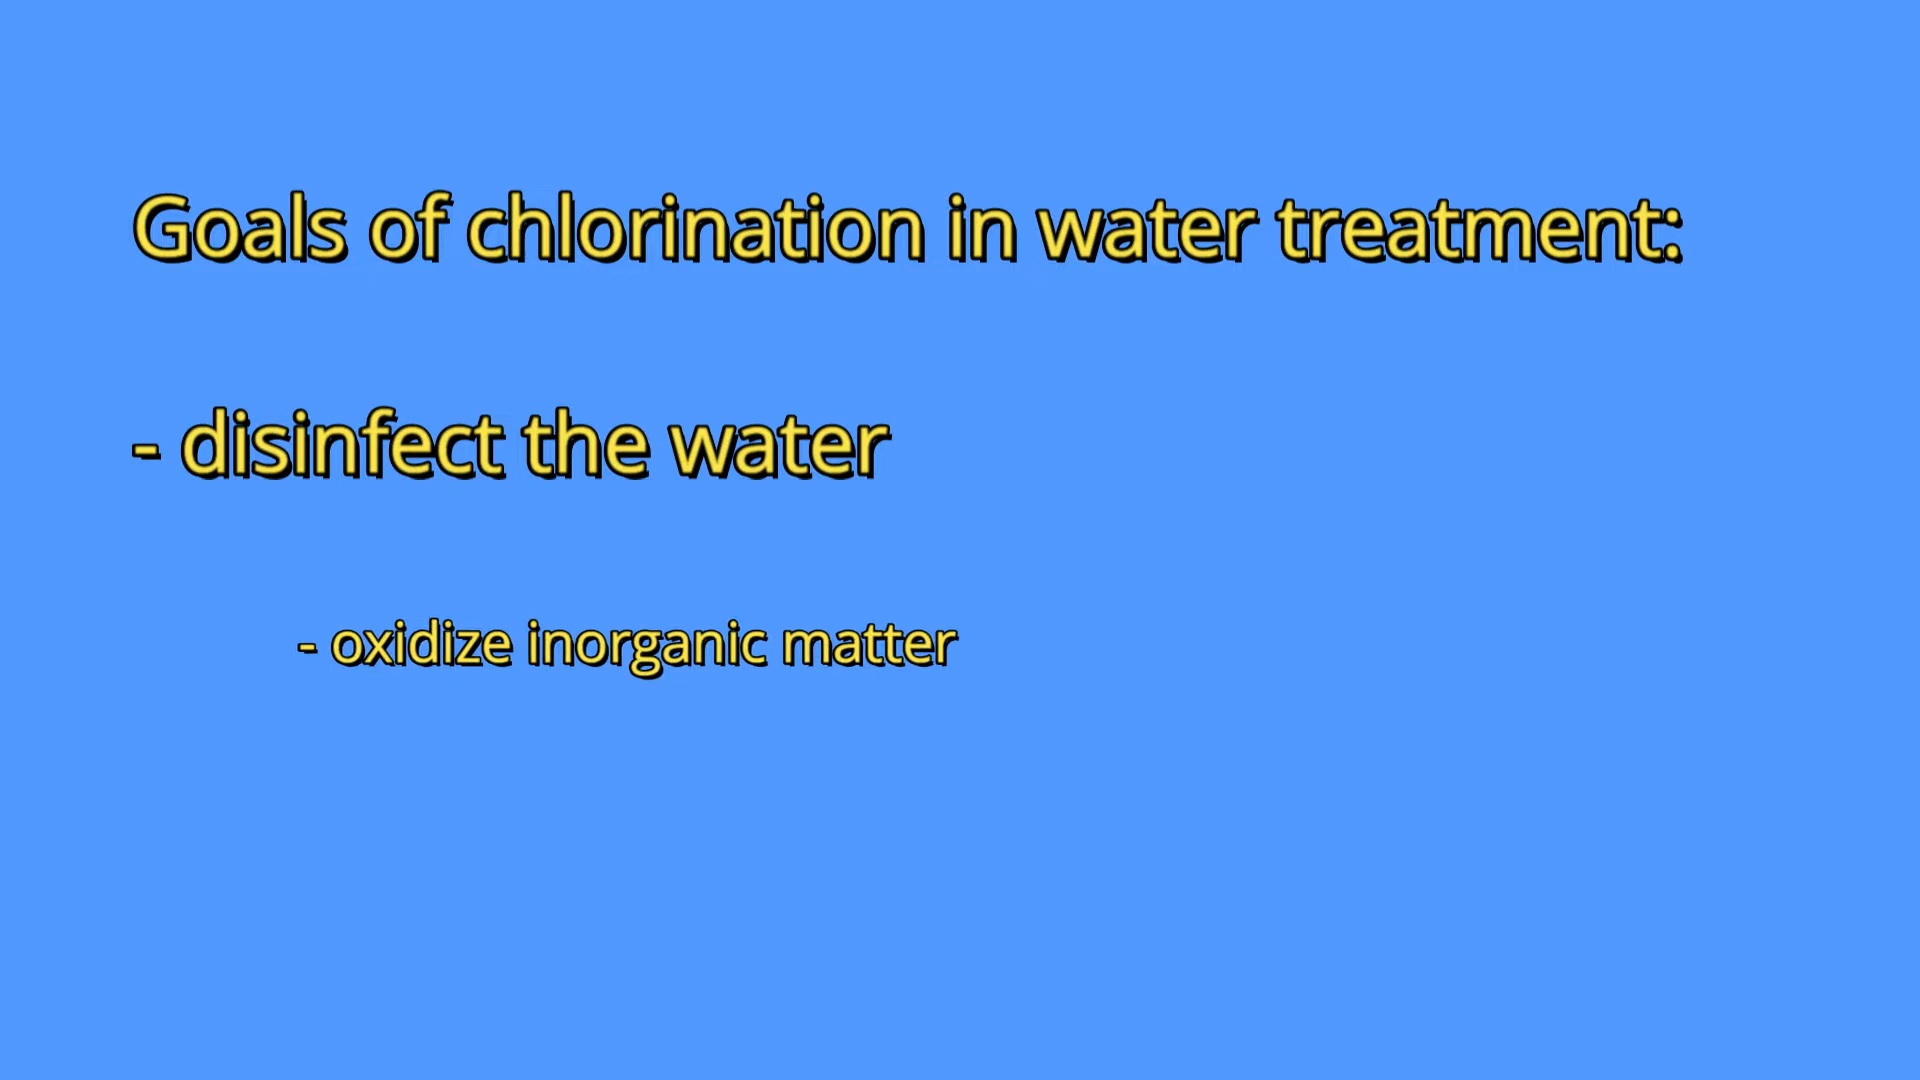 Goals of chlorination in water treatment:
- disinfect the water
- oxidize inorganic matter